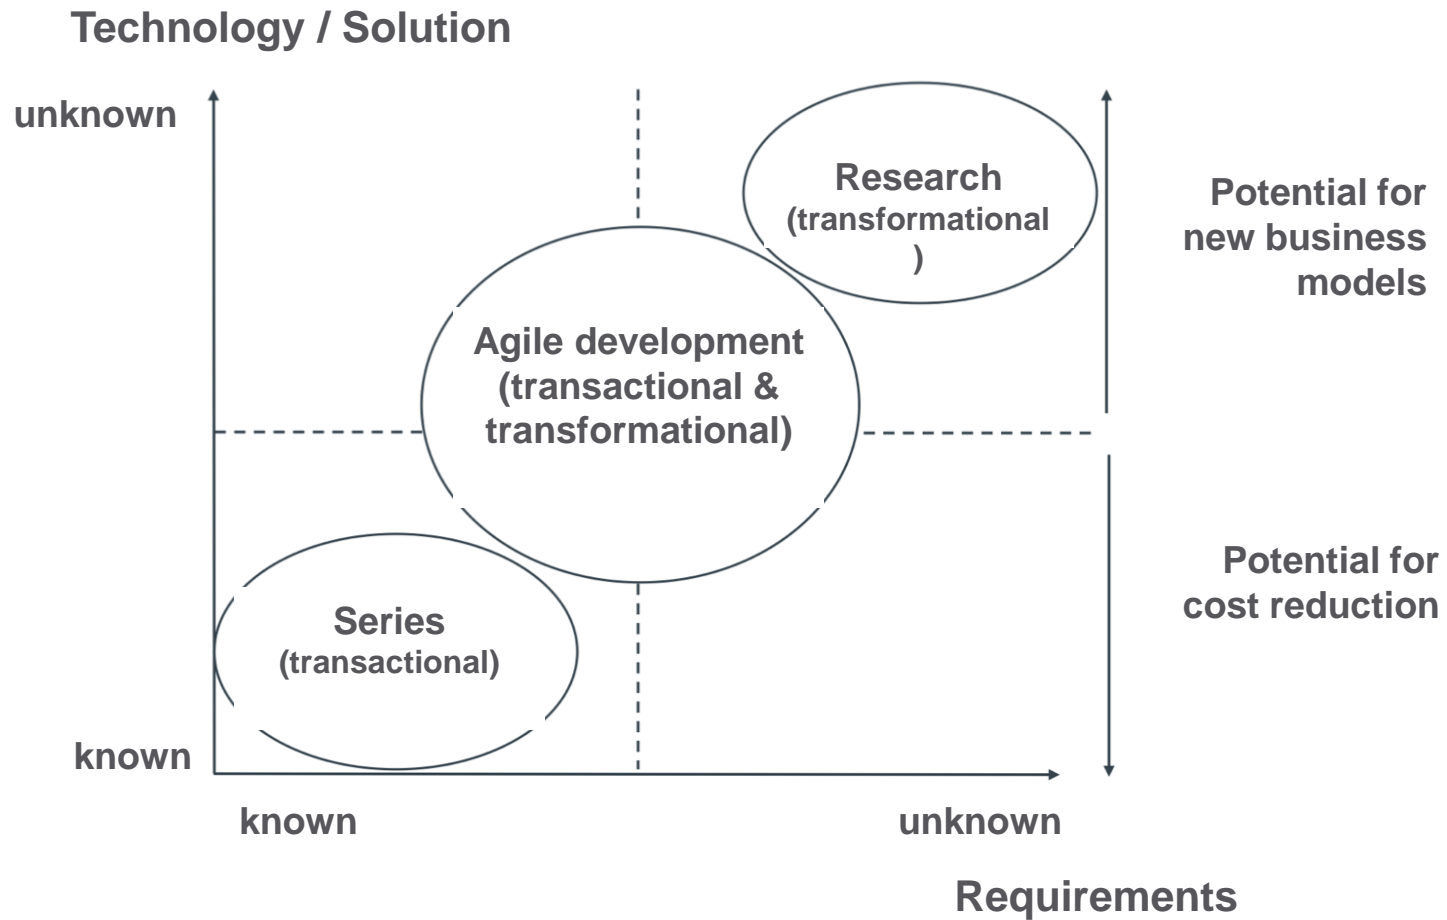 Technology / Solution
unknown
Research
(transformational
)
Potential for
new business
models
Agile development
(transactional &
transformational)
Potential for
cost reduction
Series
(transactional)
known
known
unknown
Requirements